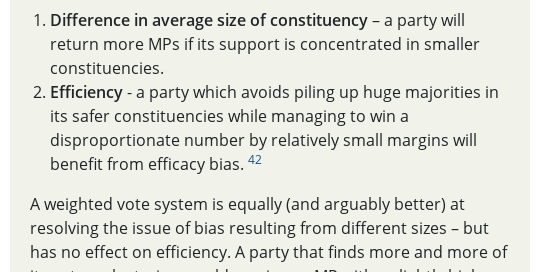 1. Difference in average size of constituency – a party will
return more MPs if its support is concentrated in smaller
constituencies.
2. Efficiency - a party which avoids piling up huge majorities in
its safer constituencies while managing to win a
disproportionate number by relatively small margins will
benefit from efficacy bias. 42
A weighted vote system is equally (and arguably better) at
resolving the issue of bias resulting from different sizes – but
has no effect on efficiency. A party that finds more and more of